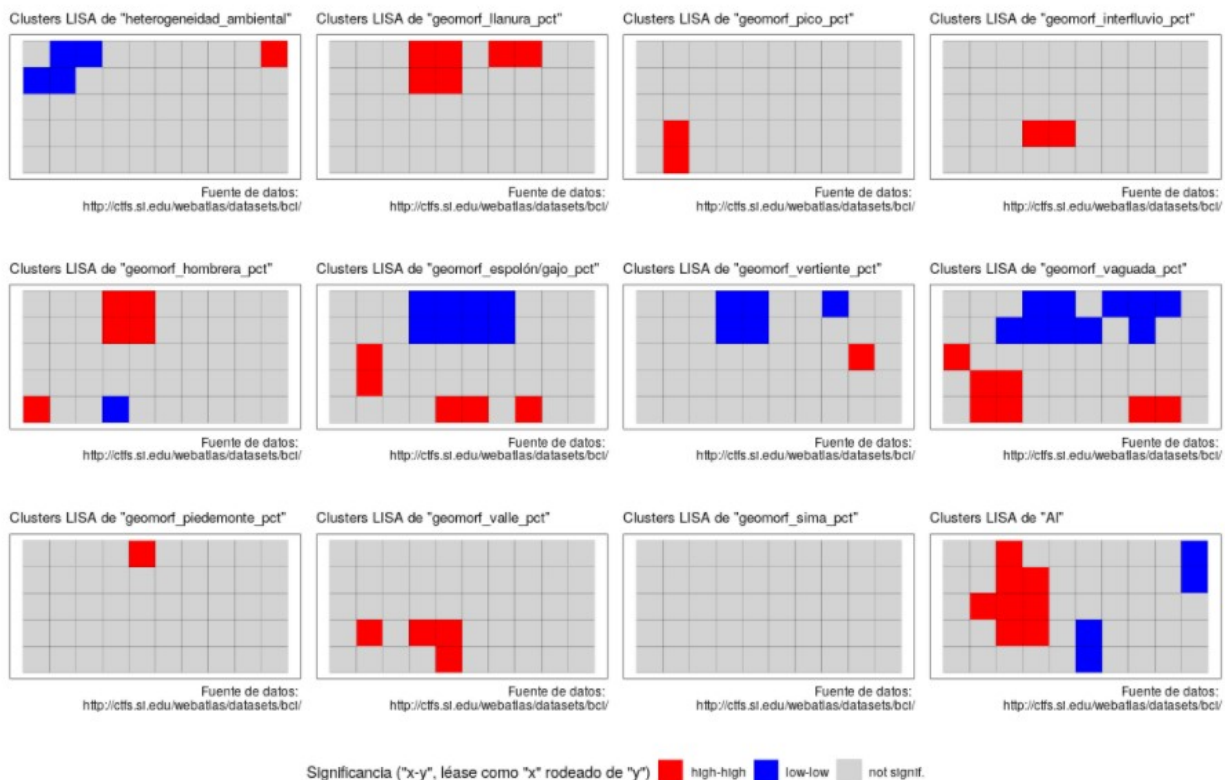 Clusters LISA de "heterogeneidad_ambiental"
Clusters LISA de "geomorf_llanura_pct"
Clusters LISA de "geomorf_pico_pct"
Clusters LISA de "geomorf_interfluvio_pct"
Fuente de datos:
http://ctfs.si.edu/webatlas/datasets/bci/
Fuente de datos:
http://ctfs.si.edu/webatlas/datasets/bci/
Fuente de datos:
http://ctfs.si.edu/webatlas/datasets/bci/
Fuente de datos:
http://ctfs.si.edu/webatlas/datasets/bci/
Clusters LISA de "geomorf_hombrera_pct"
Clusters LISA de "geomorf_espolón/gajo_pct"
Clusters LISA de "geomorf_vertiente_pct"
Clusters LISA de "geomorf_vaguada_pct"
Fuente de datos:
http://ctfs.si.edu/webatlas/datasets/bci/
Fuente de datos:
http://ctfs.si.edu/webatlas/datasets/bci/
Fuente de datos:
http://ctfs.si.edu/webatlas/datasets/bci/
Fuente de datos:
http://ctfs.si.edu/webatlas/datasets/bci/
Clusters LISA de "geomorf_piedemonte_pct"
Clusters LISA de "geomorf_valle_pct"
Clusters LISA de "geomorf_sima_pct"
Clusters LISA de "Al"
Fuente de datos:
http://ctfs.si.edu/webatlas/datasets/bci/
Fuente de datos:
http://ctfs.si.edu/webatlas/datasets/bci/
Fuente de datos:
http://ctfs.si.edu/webatlas/datasets/bci/
Fuente de datos:
http://ctfs.si.edu/webatlas/datasets/bci/
Significancia ("x-y", léase como "x" rodeado de "y") high-high low-low not signif.